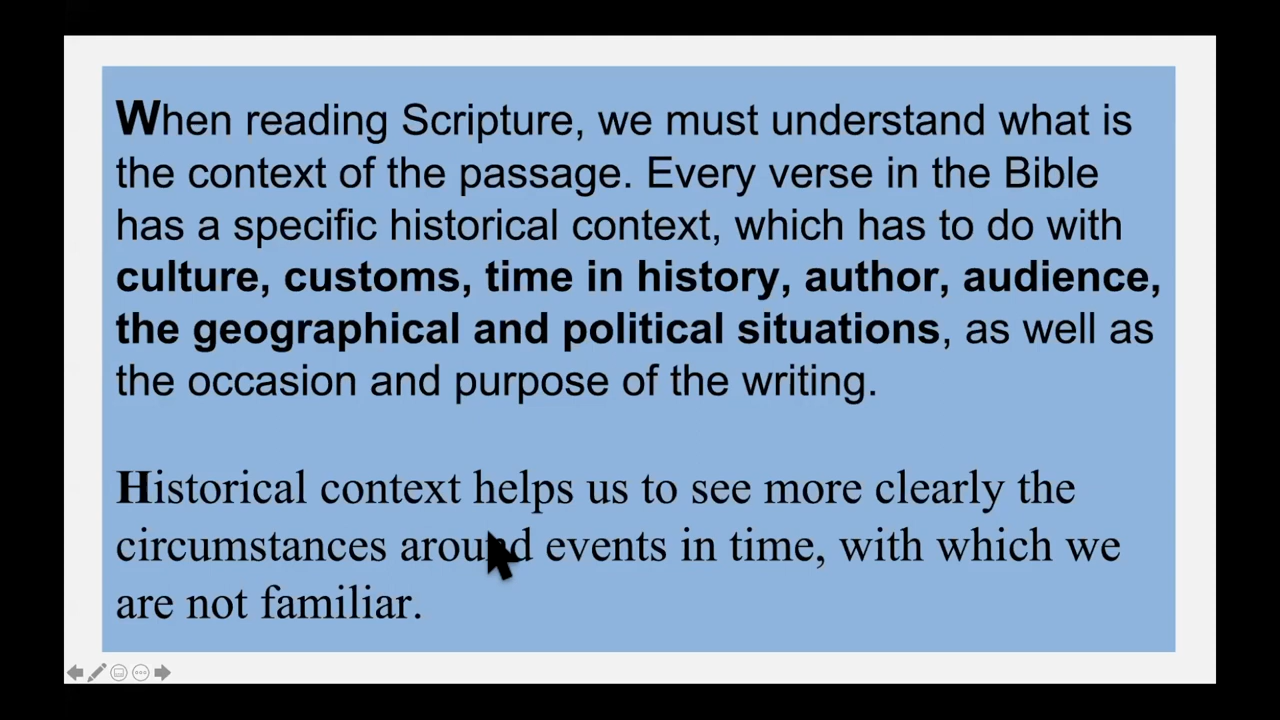 When reading Scripture, we must understand what is
the context of the passage. Every verse in the Bible
has a specific historical context, which has to do with
culture, customs, time in history, author, audience,
the geographical and political situations, as well as
the occasion and purpose of the writing.
Historical context helps us to see more clearly the
circumstances around events in time, with which we
are not familiar.